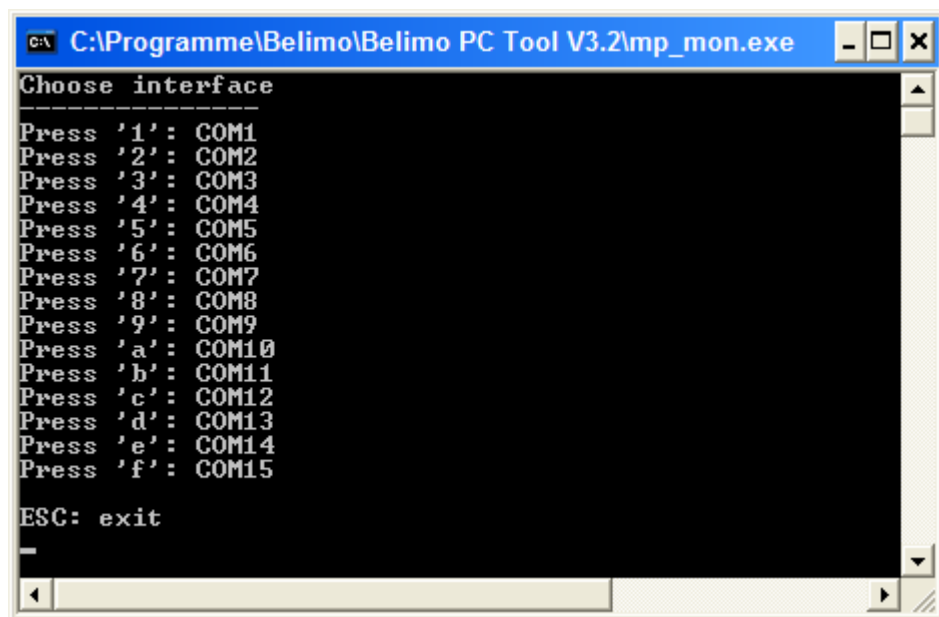 C:\Programme\Belimo\Belimo PC Tool V3.2\mp_mon.exe
Choose interface
---------------
Press '1': COM1
Press '2': COM2
Press '3': COM3
Press '4': COM4
Press '5': COM5
Press '6': COM6
Press '7': COM7
Press '8': COM8
Press '9': COM9
Press 'a': COM10
Press 'b': COM11
Press 'c': COM12
Press 'd': COM13
Press 'e': COM14
Press 'f': COM15
ESC: exit